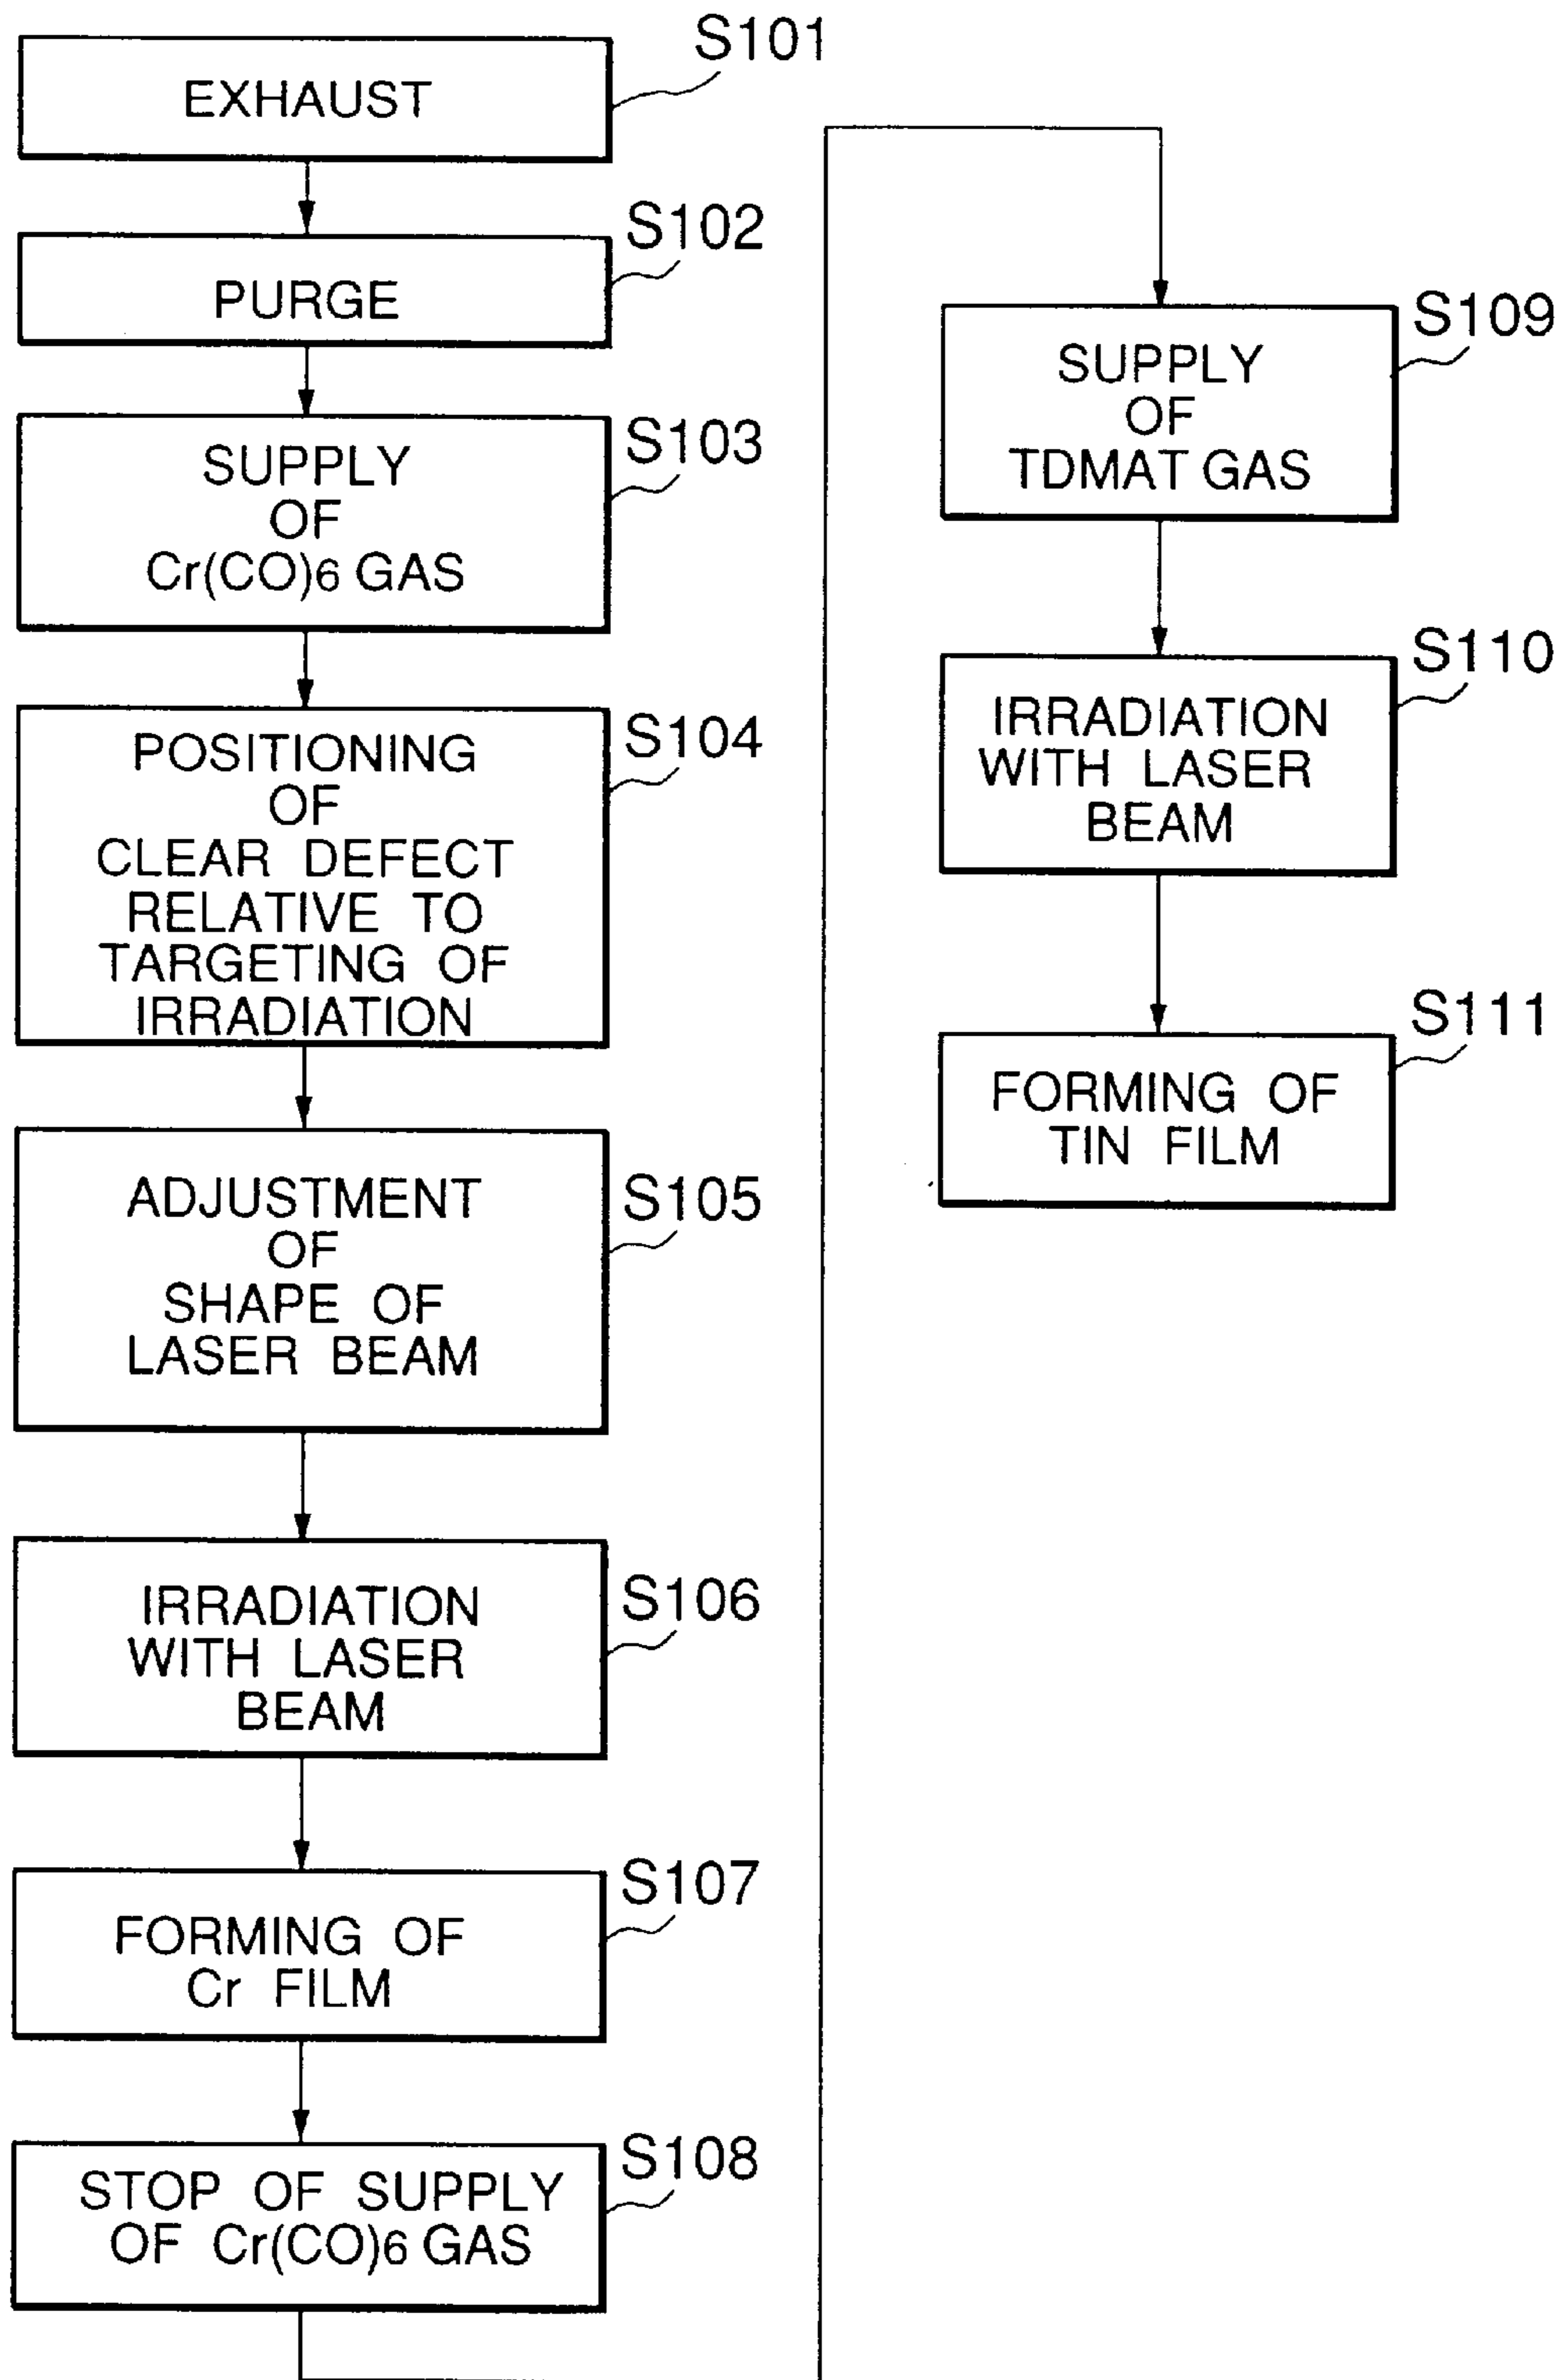 S101
EXHAUST
S102
PURGE
S103
SUPPLY
OF
Cr(CO)6 GAS
S104
POSITIONING
OF
CLEAR DEFECT
RELATIVE TO
TARGETING OF
IRRADIATION
S105
ADJUSTMENT
OF
SHAPE OF
LASER BEAM
S106
IRRADIATION
WITH LASER
BEAM
S107
FORMING OF
Cr FILM
S108
STOP OF SUPPLY
OF Cr(CO)6 GAS
S109
SUPPLY
OF
TDMAT GAS
S110
IRRADIATION
WITH LASER
BEAM
S111
FORMING OF
TIN FILM